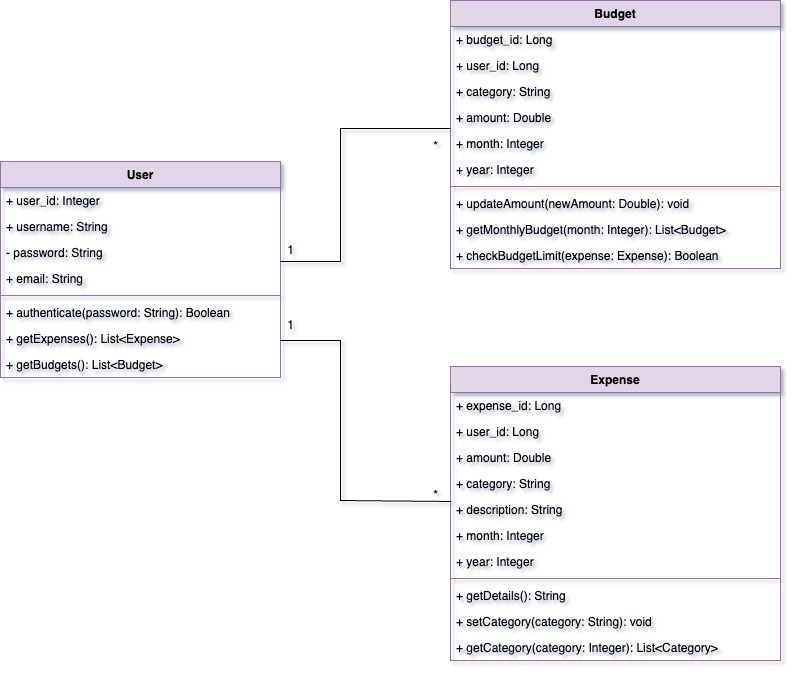 Budget
+ budget_id: Long
+ user_id: Long
+ category: String
+ amount: Double
+ month: Integer
+ year: Integer
+ updateAmount(newAmount: Double): void
+ getMonthlyBudget(month: Integer): List<Budget>
+ checkBudgetLimit(expense: Expense): Boolean
*
User
+ user_id: Integer
+ username: String
- password: String
+ email: String
+ authenticate(password: String): Boolean
+ getExpenses(): List<Expense>
+ getBudgets(): List<Budget>
1
1
*
Expense
+ expense_id: Long
+ user_id: Long
+ amount: Double
+ category: String
+ description: String
+ month: Integer
+ year: Integer
+ getDetails(): String
+ setCategory(category: String): void
+ getCategory(category: Integer): List<Category>